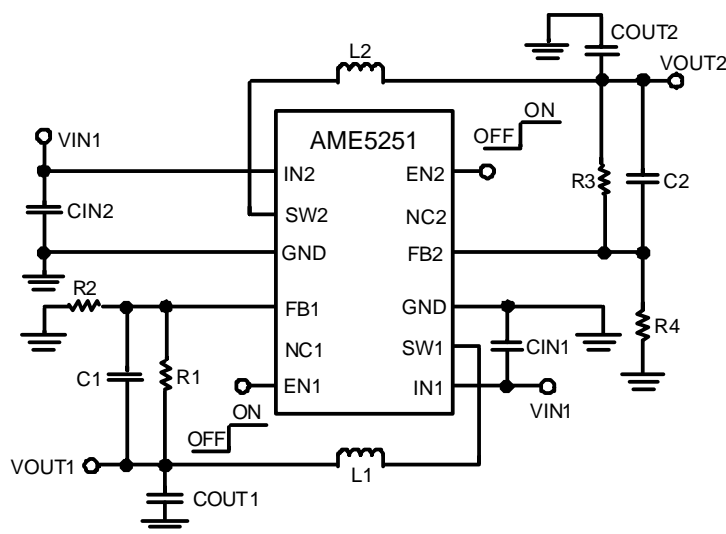 COUT2
L2
VOUT2
ON
OFF
AME5251
VIN1
IN2
EN2
R3
C2
CIN2
SW2
NC2
GND
FB2
R2
FB1
GND
R4
SW1
CIN1
NC1
C1
R1
EN1
IN1
VIN1
ON
OFF
VOUT1
L1
COUT1